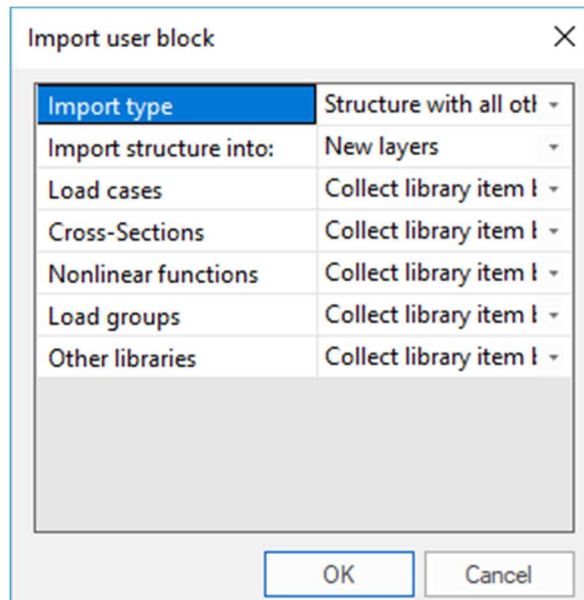 Import user block
Import type Structure with all
Import structure into: New layers
Load cases Collect library item
Cross-Sections Collect library item
Nonlinear functions Collect library item
Load groups Collect library item
Other libraries Collect library item
OK Cancel